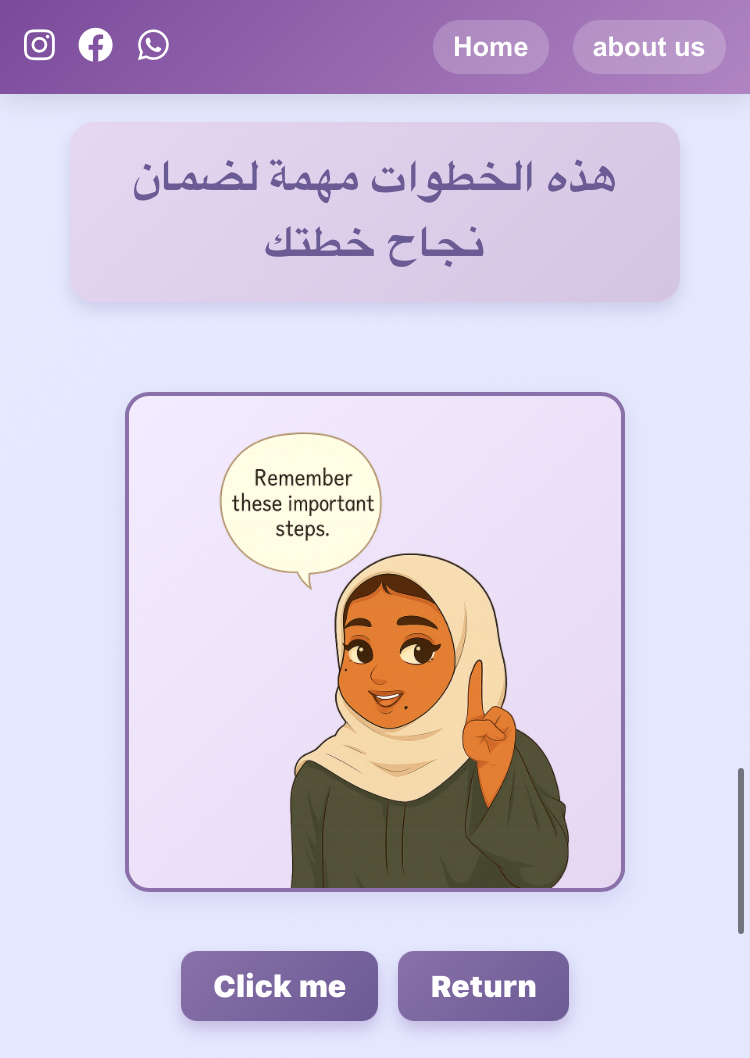 Home
about us
هذه الخطوات مهمة لضمان
نجاح خطتك
Remember
these important
steps.
Click me
Return